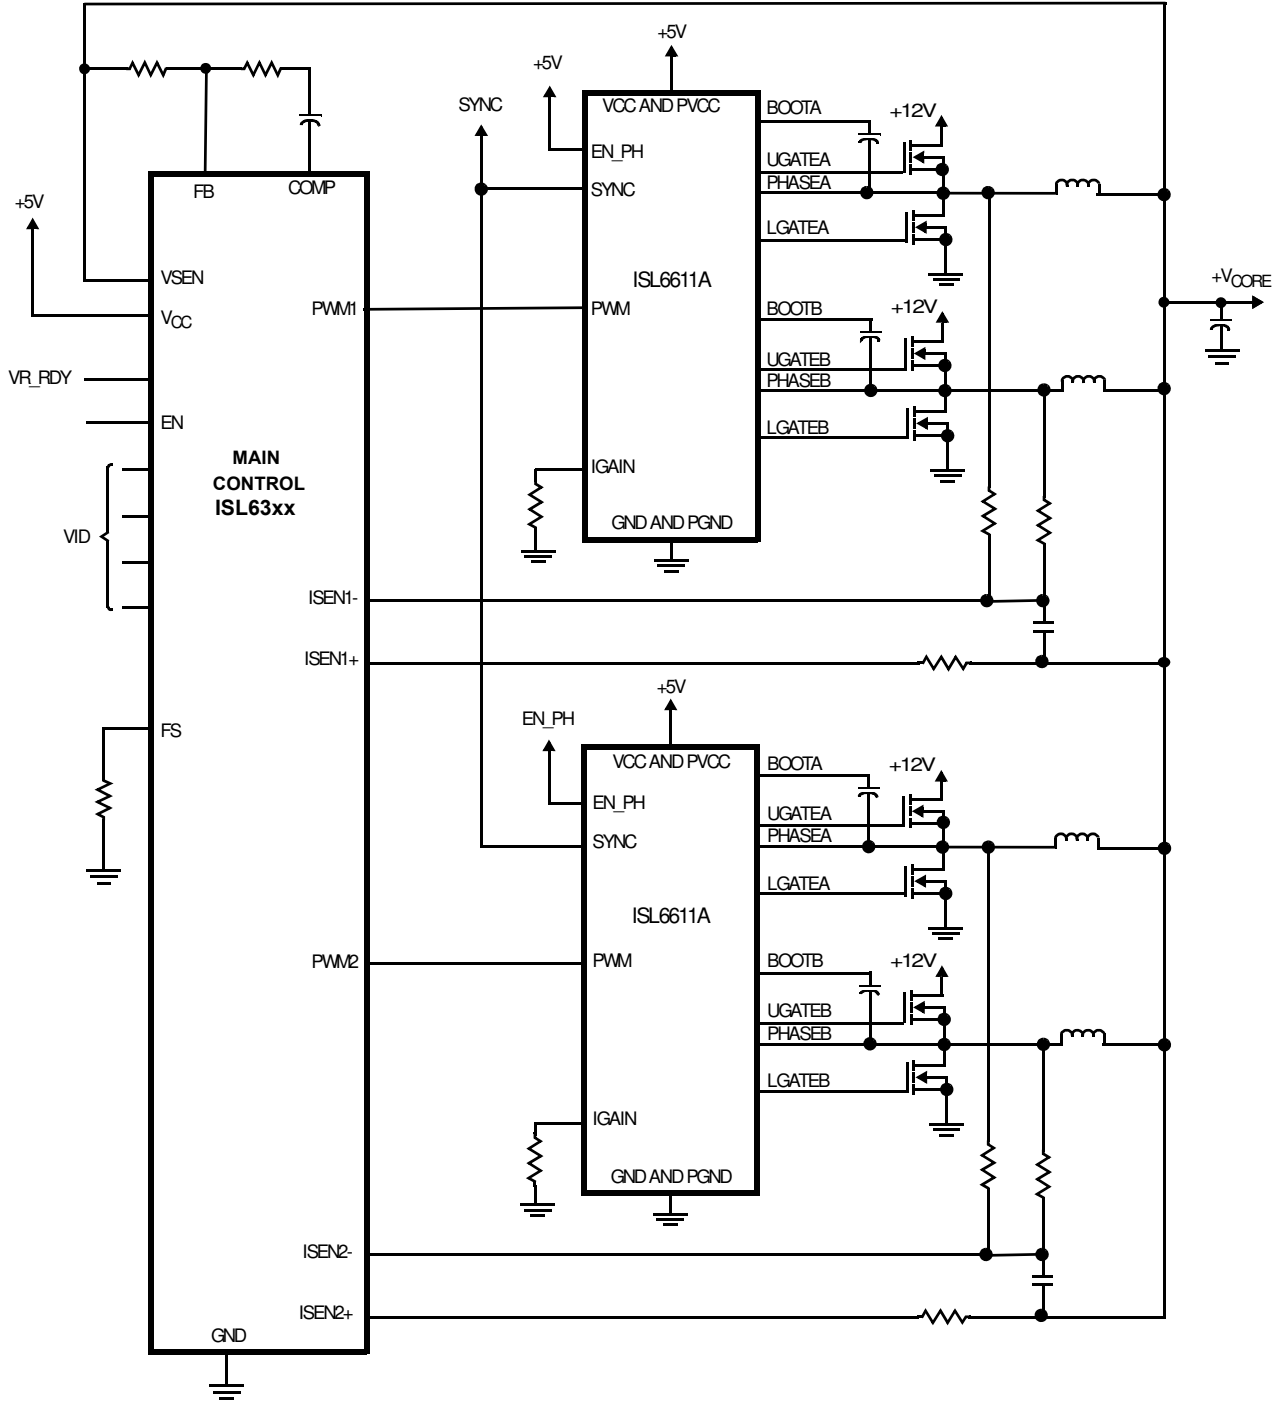 +5V
+5V
SYNC
VCC AND PVCC
BOOTA
+12V
EN_PH
UGATEA
FB
COMP
SYNC
PHASEA
+5V
LGATEA
VSEN
ISL6611A
+VCORE
PWM1
PWM
BOOTB
+12V
VCC
UGATEB
VR_RDY
PHASEB
EN
LGATEB
MAIN
CONTROL
ISL63xx
IGAIN
GND AND PGND
VID
ISEN1-
ISEN1+
+5V
EN_PH
FS
VCC AND PVCC
BOOTA
+12V
EN_PH
UGATEA
SYNC
PHASEA
LGATEA
ISL6611A
PWM2
PWM
BOOTB
+12V
UGATEB
PHASEB
LGATEB
IGAIN
GND AND PGND
ISEN2-
ISEN2+
GND